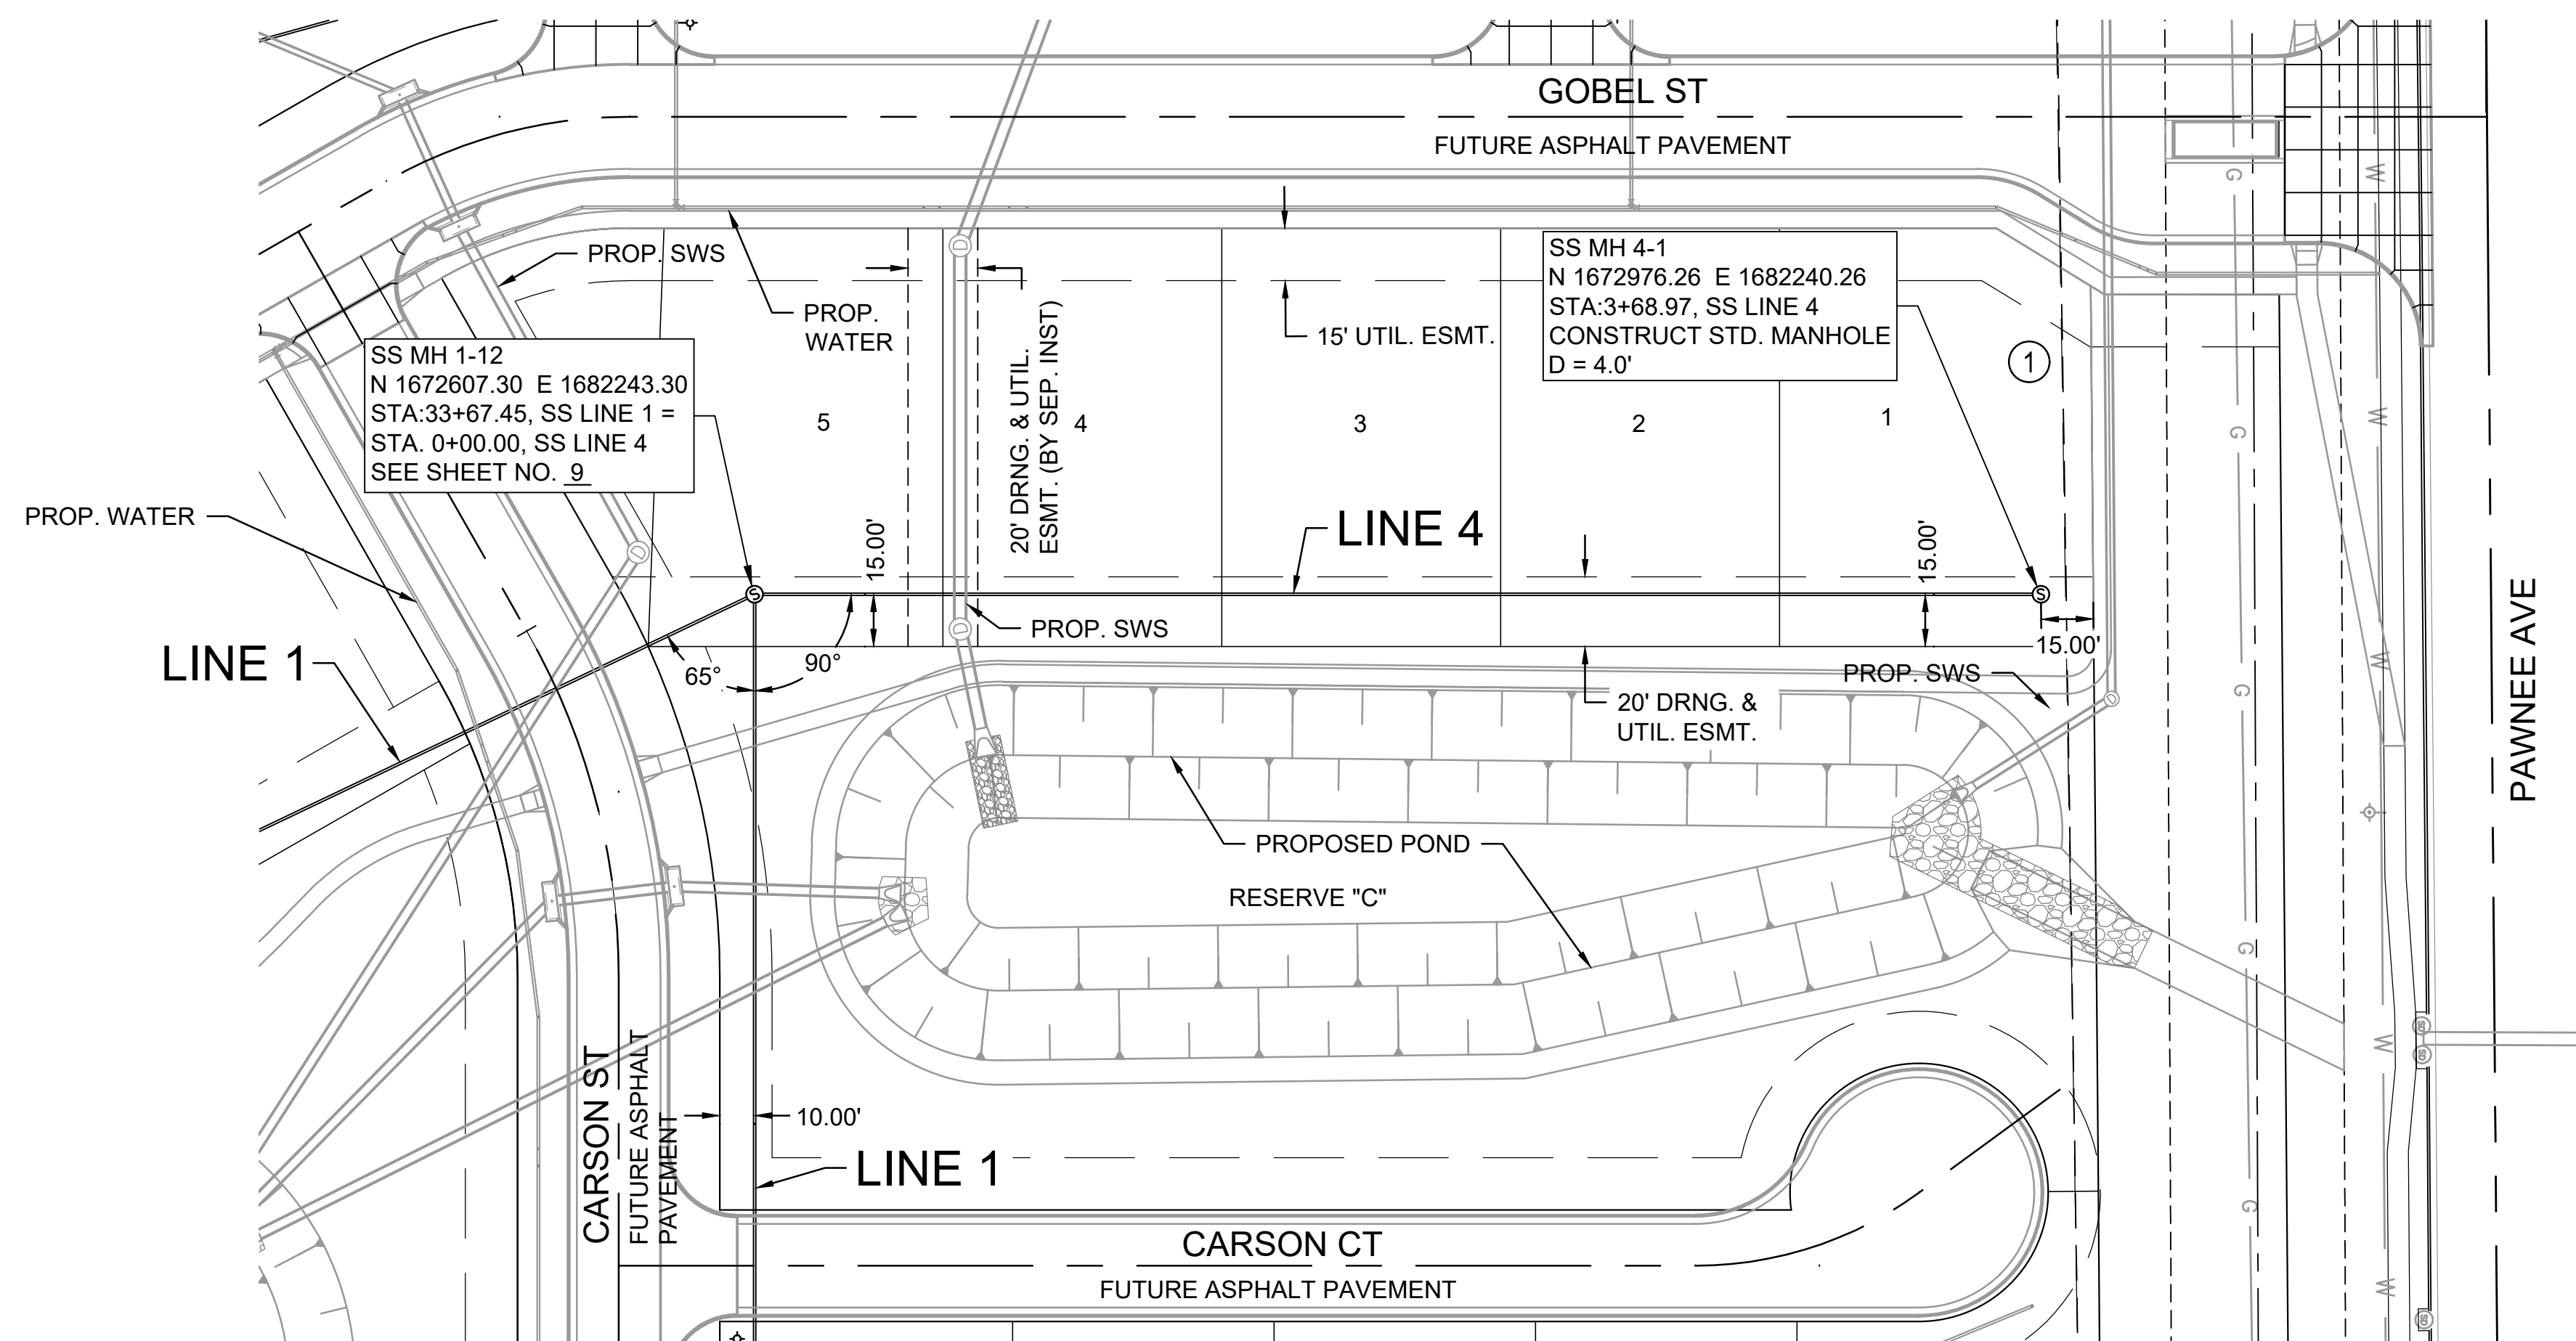 GOBEL ST
FUTURE ASPHALT PAVEMENT
PROP. SWS
PROP.
WATER
15' UTIL. ESMT.
20' DRNG. & UTIL.
ESMT. (BY SEP. INST)
SS MH 4-1
N 1672976.26 E 1682240.26
STA:3+68.97, SS LINE 4
CONSTRUCT STD. MANHOLE
D = 4.0'
1
SS MH 1-12
N 1672607.30 E 1682243.30
STA:33+67.45, SS LINE 1 =
STA. 0+00.00, SS LINE 4
SEE SHEET NO. 9
5
4
3
2
1
PROP. WATER
LINE 4
15.00'
15.00'
S
S
PROP. SWS
15.00'
LINE 1
65°
90°
PROP. SWS
20' DRNG. &
UTIL. ESMT.
PAWNEE AVE
PROPOSED POND
RESERVE "C"
10.00'
LINE 1
CARSON ST
FUTURE ASPHALT
PAVEMENT
CARSON CT
FUTURE ASPHALT PAVEMENT
D
D
D
D
G
G
G
G
G
W
W
W
W
W
SD
SD
SD